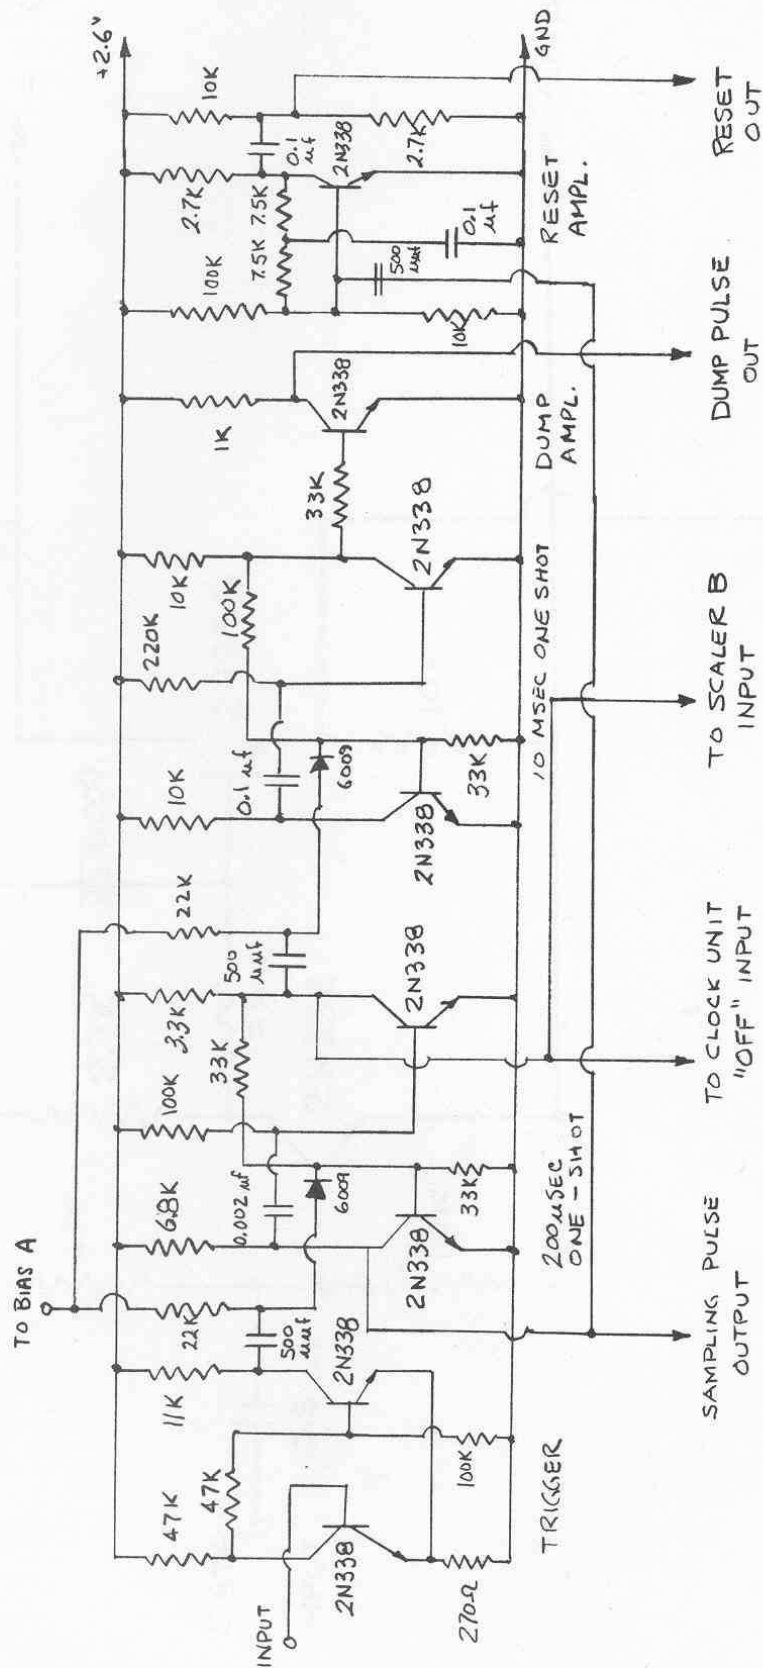 INPUT
TO BIAS A
+2.6v
GND
47K
47K
2N338
270Ω
TRIGGER
11K
2N338
100K
22K
500
μμf
6.8K
0.002 μf
6009
2N338
33K
200μSEC
ONE-SHOT
100K
33K
3.3K
2N338
500
μμf
22K
10K
0.1 μf
6009
2N338
33K
10 MSEC ONE SHOT
220K
100K
10K
2N338
33K
1K
2N338
DUMP
AMPL.
100K
7.5K
7.5K
2.7K
10K
500
μμf
0.1
μf
0.1
μf
2N338
10K
2.7K
RESET
AMPL.
SAMPLING PULSE
OUTPUT
TO CLOCK UNIT
"OFF" INPUT
TO SCALER B
INPUT
DUMP PULSE
OUT
RESET
OUT